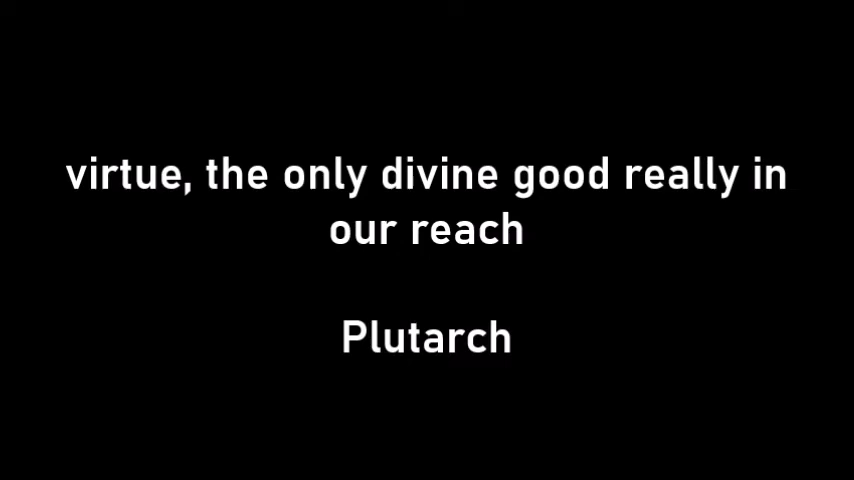 virtue, the only divine good really in
our reach
Plutarch